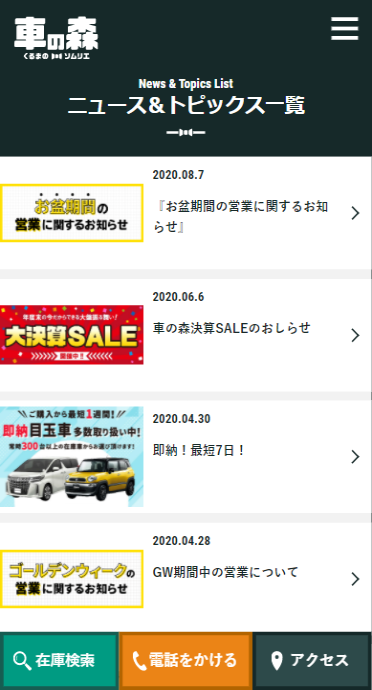 車の森
くるまの ソムリエ
News & Topics List
ニュース&トピックス一覧
2020.08.7
お盆期間の
営業に関するお知らせ
『お盆期間の営業に関するお知
らせ』
2020.06.6
年度末の今だからできる大値振る舞い!
大決算SALE
開催中!!
車の森決算SALEのおしらせ
2020.04.30
ご購入から最短1週間!
即納目玉車多数取り扱い中!
常時300台以上の在庫車からお選び頂けます!
即納！最短7日！
2020.04.28
ゴールデンウィークの
営業に関するお知らせ
GW期間中の営業について
在庫検索
電話をかける
アクセス